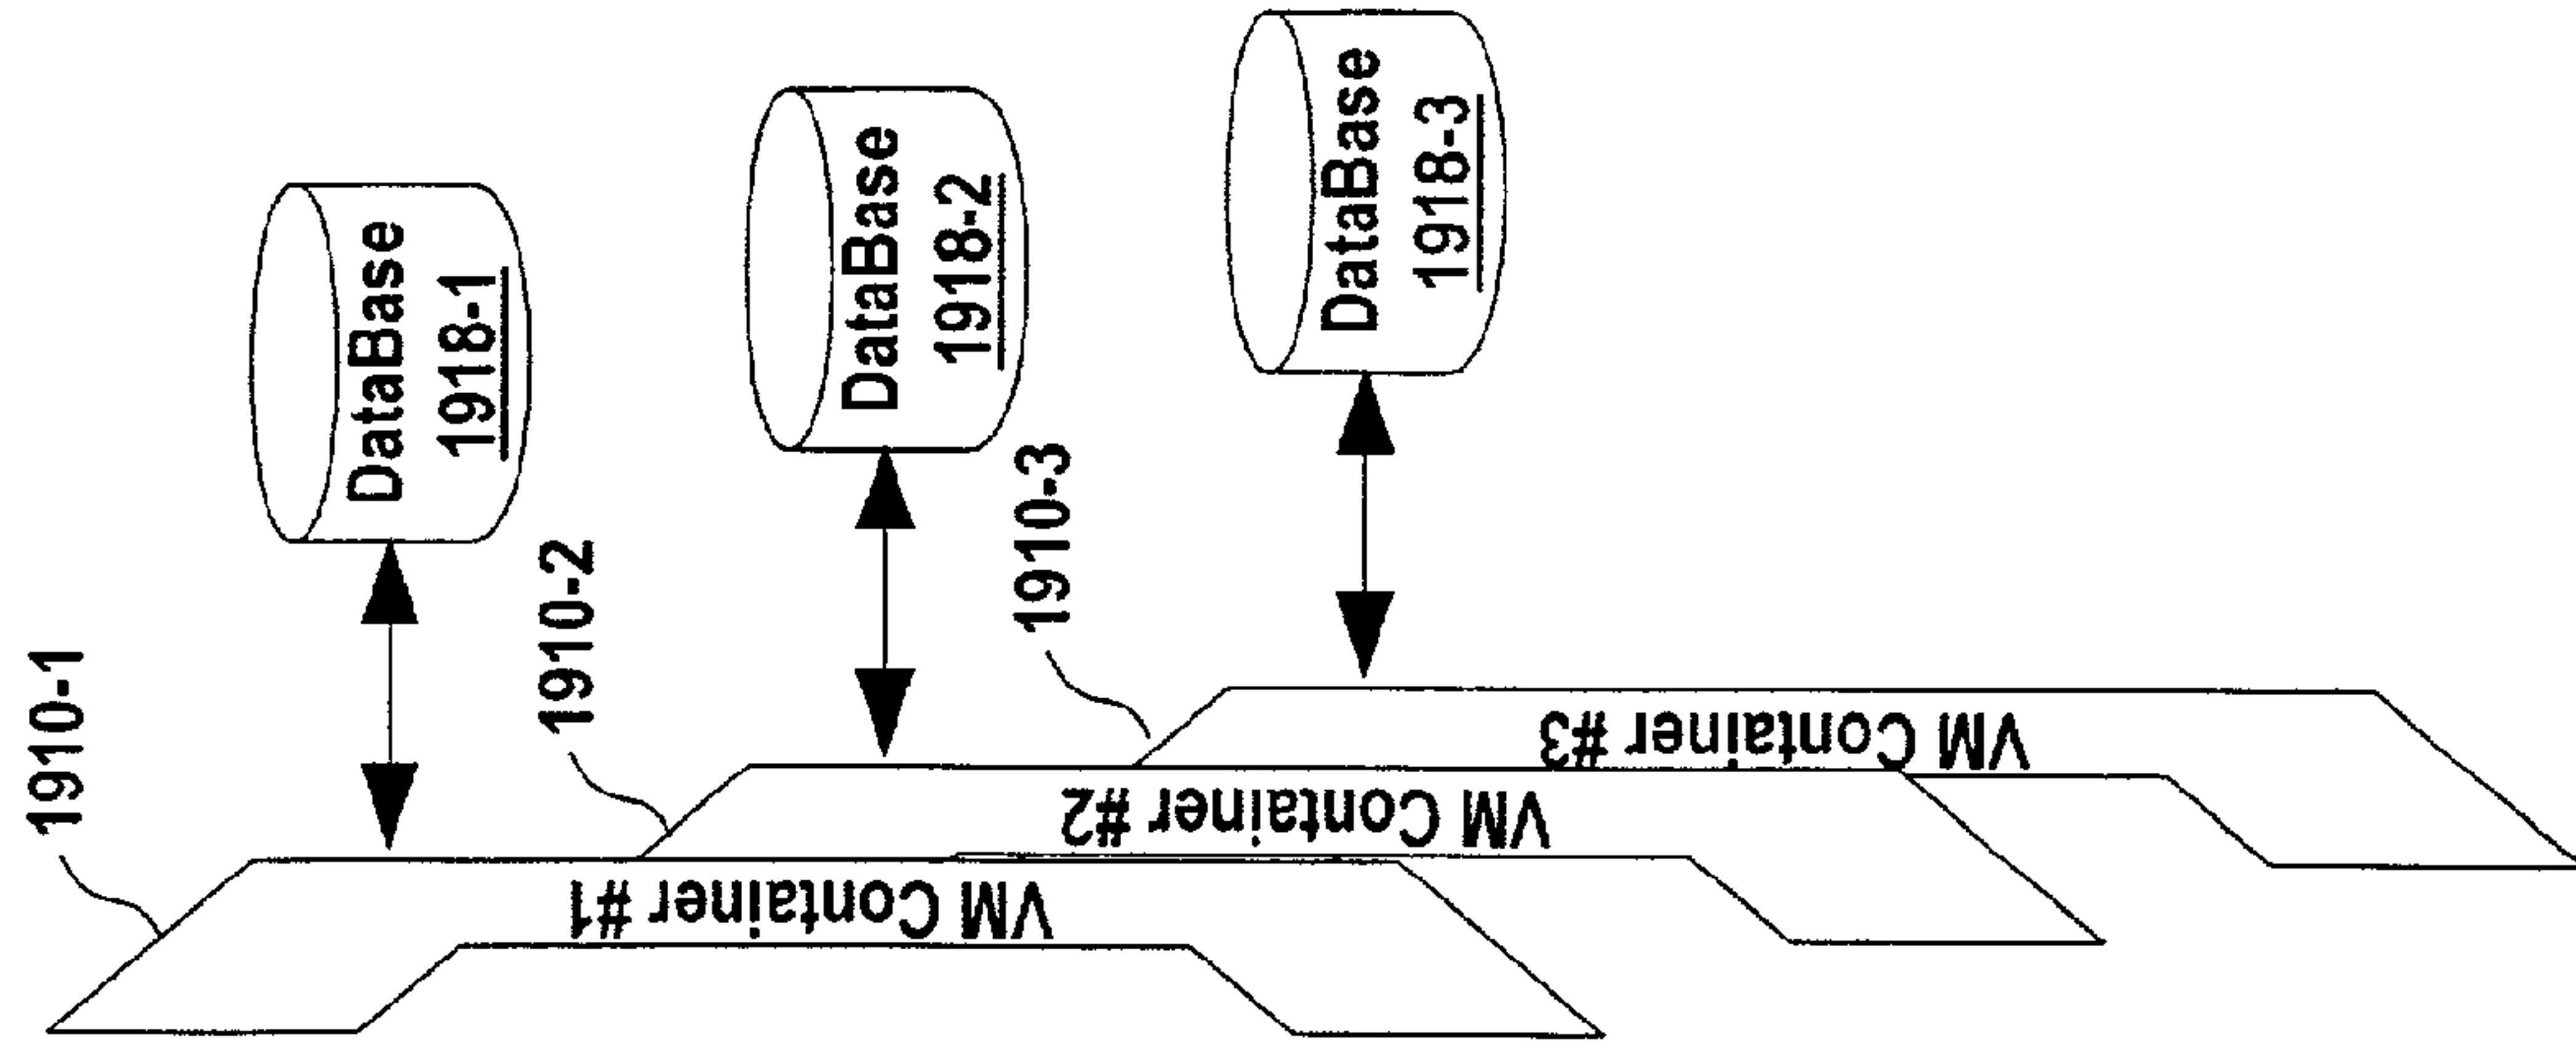 1910-1
VM Container #1
DataBase
1918-1
1910-2
VM Container #2
DataBase
1918-2
1910-3
VM Container #3
DataBase
1918-3